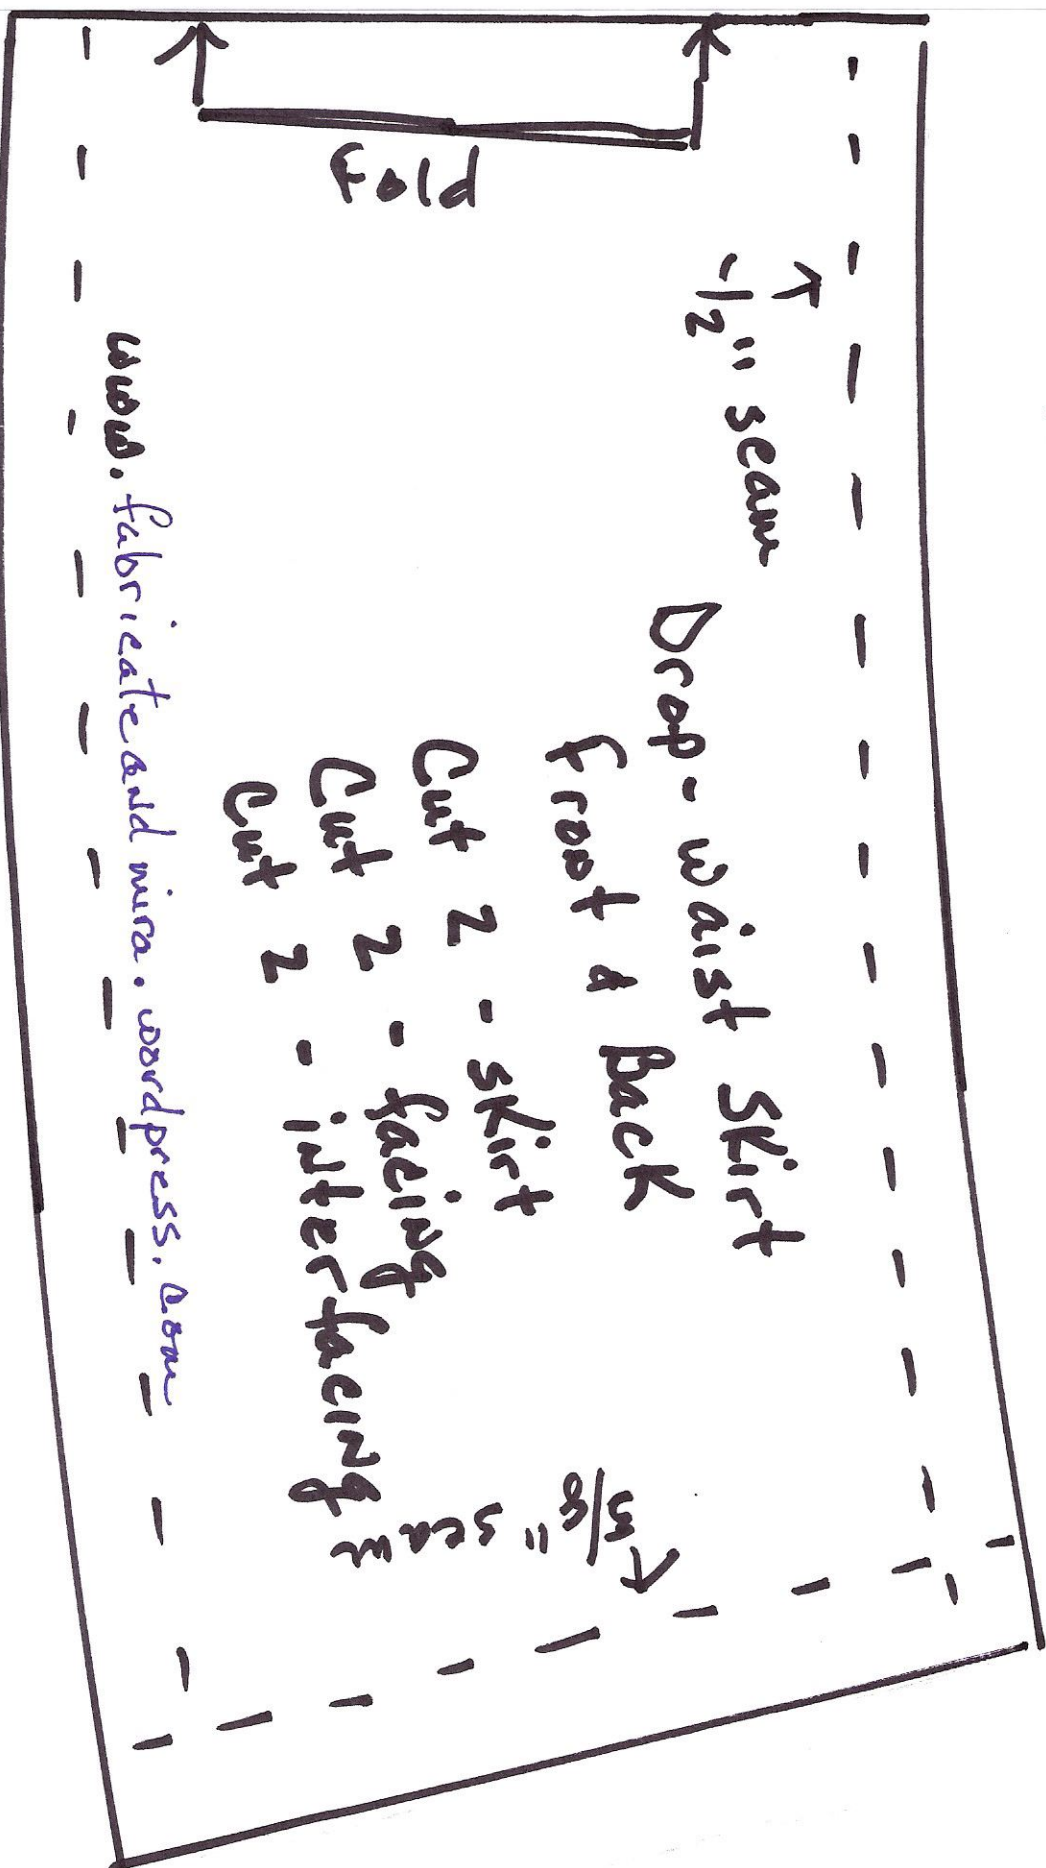 Fold
1/2" seam
Drop-waist Skirt
Front & Back
Cut 2 - skirt
Cut 2 - facing
Cut 2 - interfacing
5/8" seam
www.fabricateandmira.wordpress.com